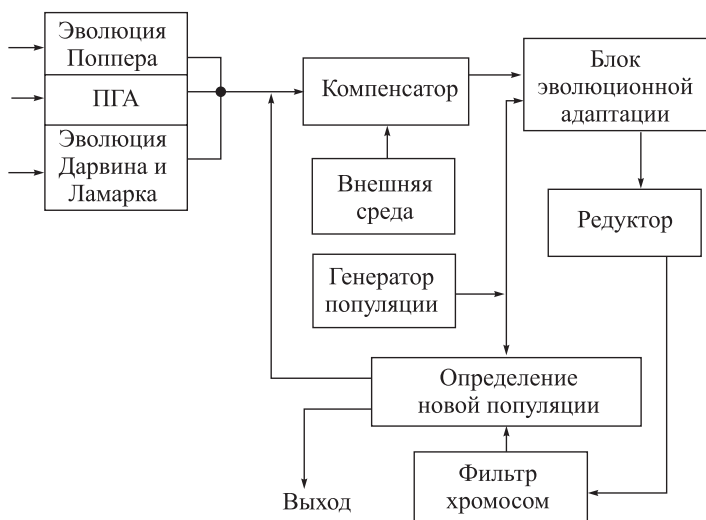 Эволюция
Поппера
ПГА
Эволюция
Дарвина и
Ламарка
Компенсатор
Внешняя
среда
Блок
эволюционной
адаптации
Редуктор
Генератор
популяции
Определение
новой популяции
Фильтр
хромосом
Выход